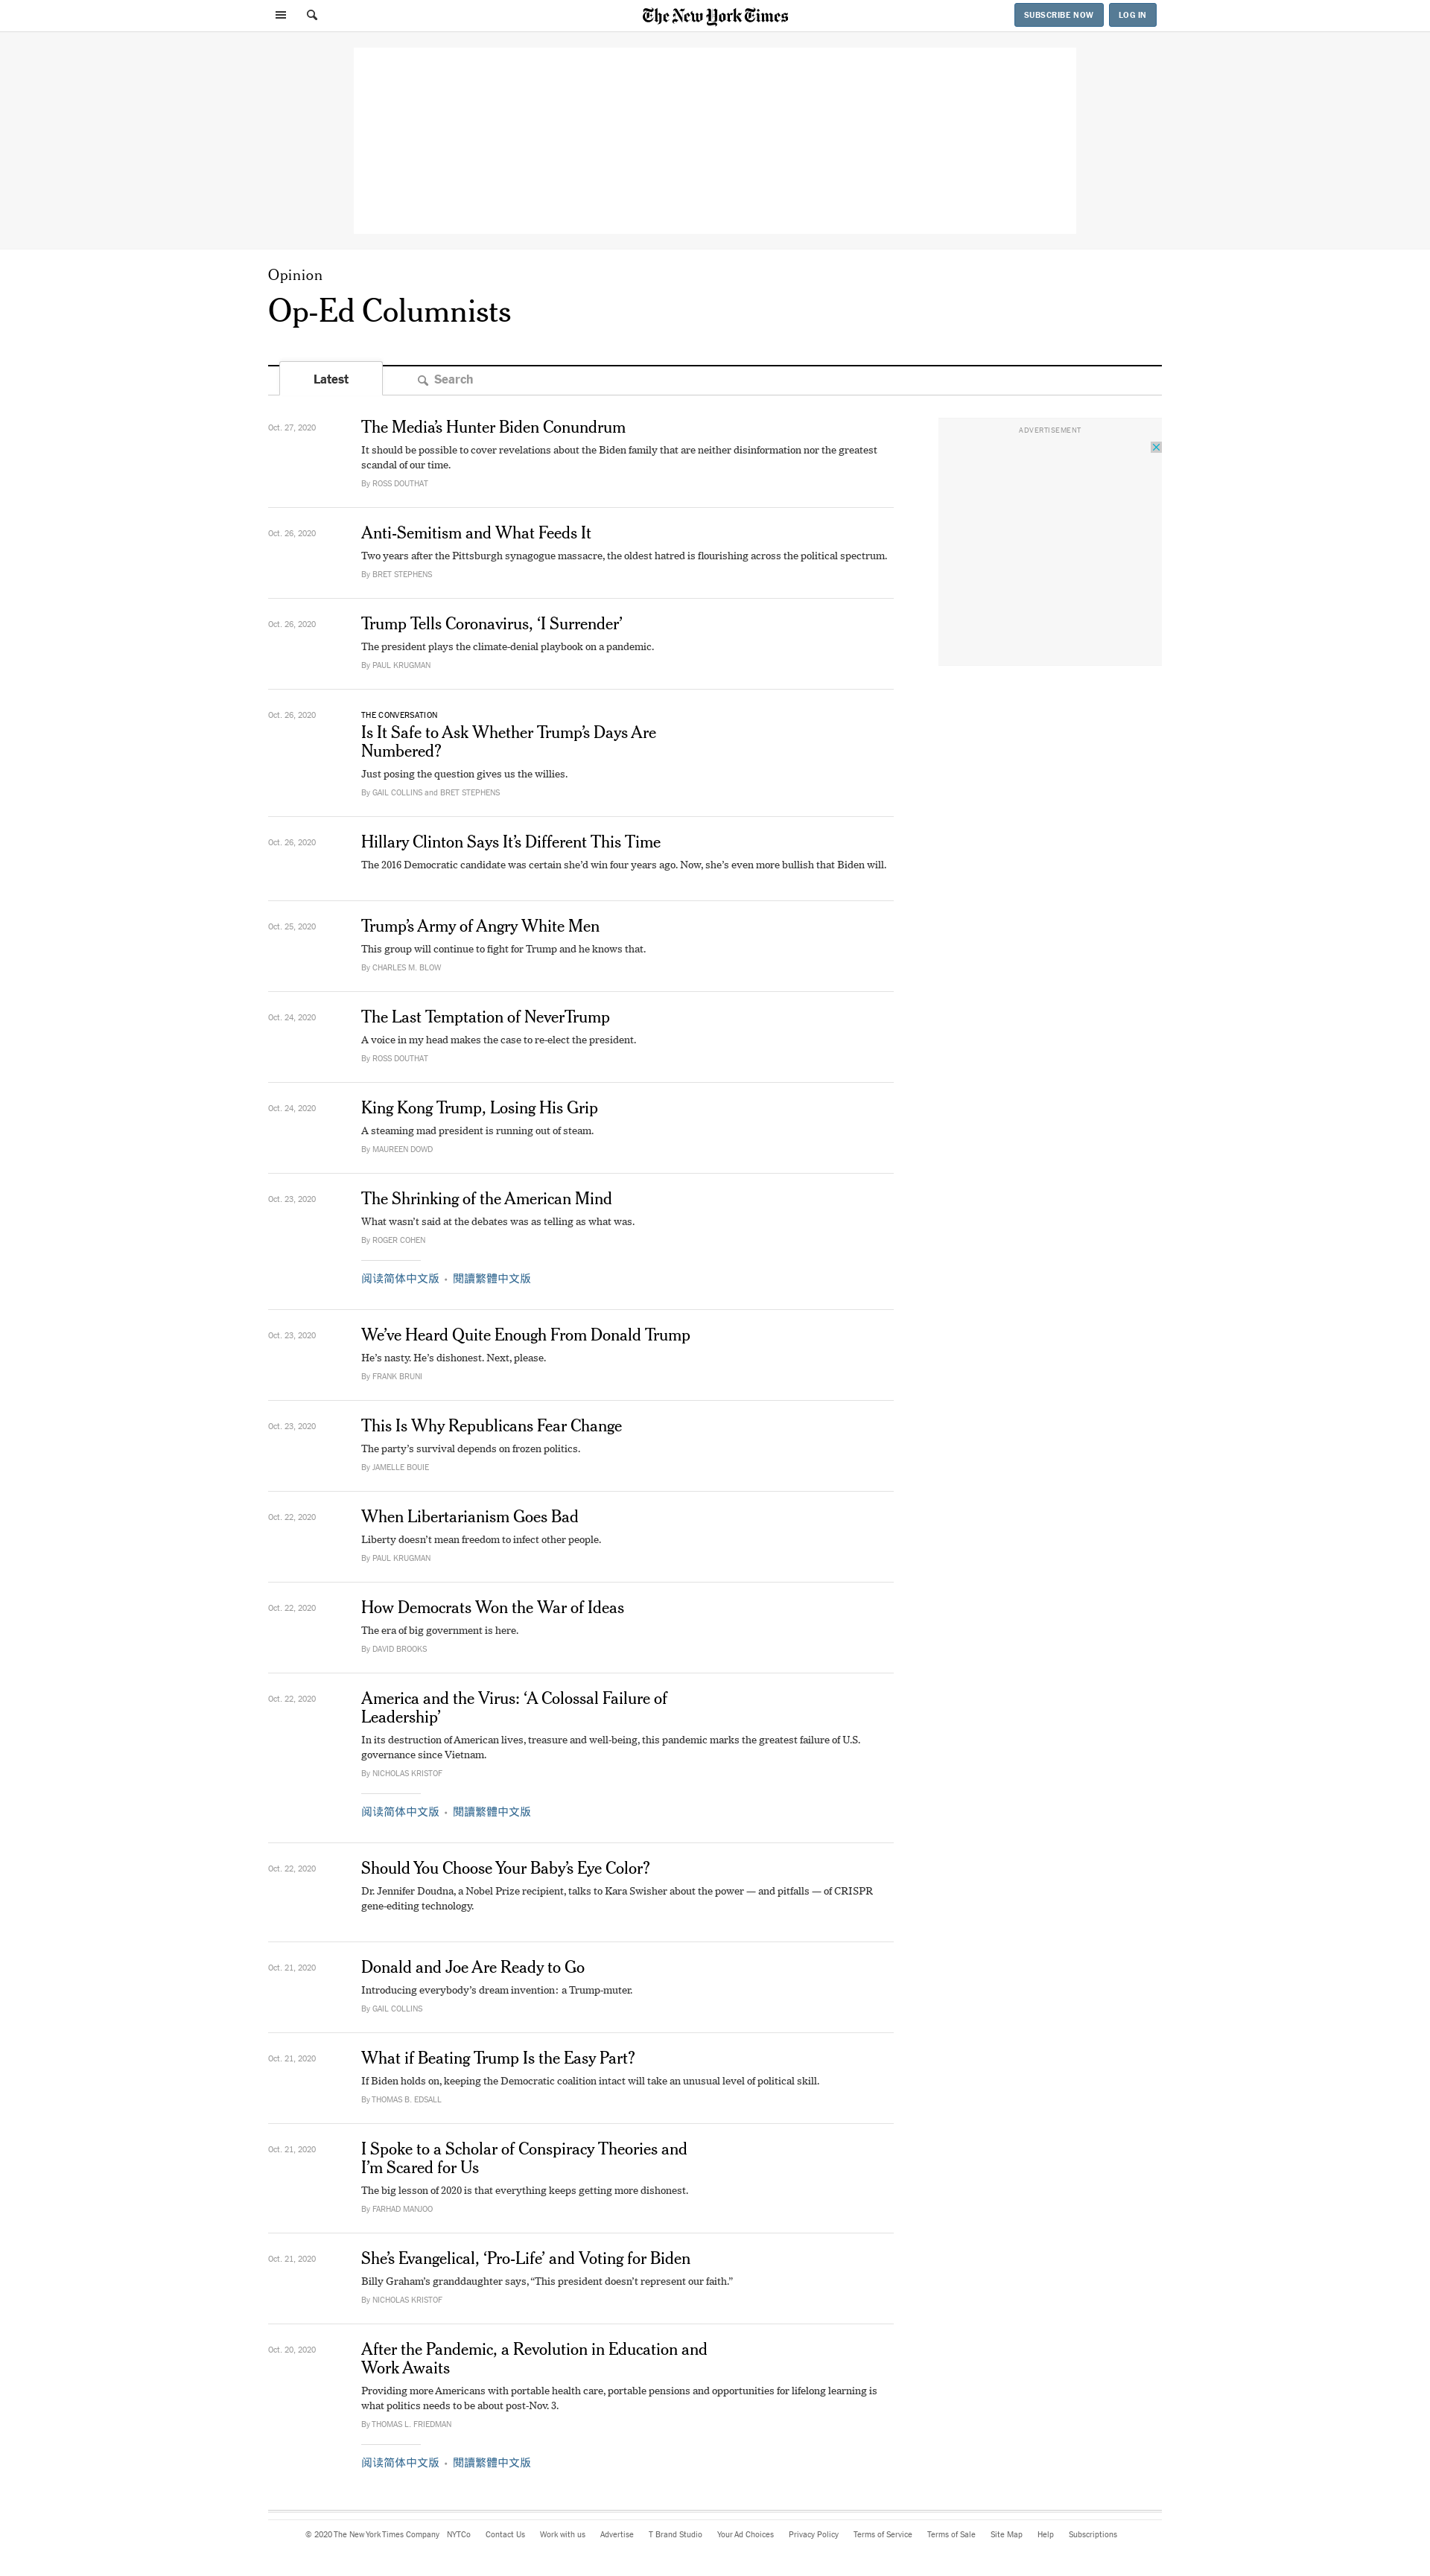 The New York Times
SUBSCRIBE NOW
LOG IN
Opinion
Op-Ed Columnists
Latest
Search
ADVERTISEMENT
Oct. 27, 2020
The Media’s Hunter Biden Conundrum
It should be possible to cover revelations about the Biden family that are neither disinformation nor the greatest
scandal of our time.
By ROSS DOUTHAT
Oct. 26, 2020
Anti-Semitism and What Feeds It
Two years after the Pittsburgh synagogue massacre, the oldest hatred is flourishing across the political spectrum.
By BRET STEPHENS
Oct. 26, 2020
Trump Tells Coronavirus, ‘I Surrender’
The president plays the climate-denial playbook on a pandemic.
By PAUL KRUGMAN
Oct. 26, 2020
THE CONVERSATION
Is It Safe to Ask Whether Trump’s Days Are
Numbered?
Just posing the question gives us the willies.
By GAIL COLLINS and BRET STEPHENS
Oct. 26, 2020
Hillary Clinton Says It’s Different This Time
The 2016 Democratic candidate was certain she’d win four years ago. Now, she’s even more bullish that Biden will.
Oct. 25, 2020
Trump’s Army of Angry White Men
This group will continue to fight for Trump and he knows that.
By CHARLES M. BLOW
Oct. 24, 2020
The Last Temptation of NeverTrump
A voice in my head makes the case to re-elect the president.
By ROSS DOUTHAT
Oct. 24, 2020
King Kong Trump, Losing His Grip
A steaming mad president is running out of steam.
By MAUREEN DOWD
Oct. 23, 2020
The Shrinking of the American Mind
What wasn’t said at the debates was as telling as what was.
By ROGER COHEN
阅读简体中文版 • 閱讀繁體中文版
Oct. 23, 2020
We’ve Heard Quite Enough From Donald Trump
He’s nasty. He’s dishonest. Next, please.
By FRANK BRUNI
Oct. 23, 2020
This Is Why Republicans Fear Change
The party’s survival depends on frozen politics.
By JAMELLE BOUIE
Oct. 22, 2020
When Libertarianism Goes Bad
Liberty doesn’t mean freedom to infect other people.
By PAUL KRUGMAN
Oct. 22, 2020
How Democrats Won the War of Ideas
The era of big government is here.
By DAVID BROOKS
Oct. 22, 2020
America and the Virus: ‘A Colossal Failure of
Leadership’
In its destruction of American lives, treasure and well-being, this pandemic marks the greatest failure of U.S.
governance since Vietnam.
By NICHOLAS KRISTOF
阅读简体中文版 • 閱讀繁體中文版
Oct. 22, 2020
Should You Choose Your Baby’s Eye Color?
Dr. Jennifer Doudna, a Nobel Prize recipient, talks to Kara Swisher about the power — and pitfalls — of CRISPR
gene-editing technology.
Oct. 21, 2020
Donald and Joe Are Ready to Go
Introducing everybody’s dream invention: a Trump-muter.
By GAIL COLLINS
Oct. 21, 2020
What if Beating Trump Is the Easy Part?
If Biden holds on, keeping the Democratic coalition intact will take an unusual level of political skill.
By THOMAS B. EDSALL
Oct. 21, 2020
I Spoke to a Scholar of Conspiracy Theories and
I’m Scared for Us
The big lesson of 2020 is that everything keeps getting more dishonest.
By FARHAD MANJOO
Oct. 21, 2020
She’s Evangelical, ‘Pro-Life’ and Voting for Biden
Billy Graham’s granddaughter says, “This president doesn’t represent our faith.”
By NICHOLAS KRISTOF
Oct. 20, 2020
After the Pandemic, a Revolution in Education and
Work Awaits
Providing more Americans with portable health care, portable pensions and opportunities for lifelong learning is
what politics needs to be about post-Nov. 3.
By THOMAS L. FRIEDMAN
阅读简体中文版 • 閱讀繁體中文版
© 2020 The New York Times Company NYTCo Contact Us Work with us Advertise T Brand Studio Your Ad Choices Privacy Policy Terms of Service Terms of Sale Site Map Help Subscriptions